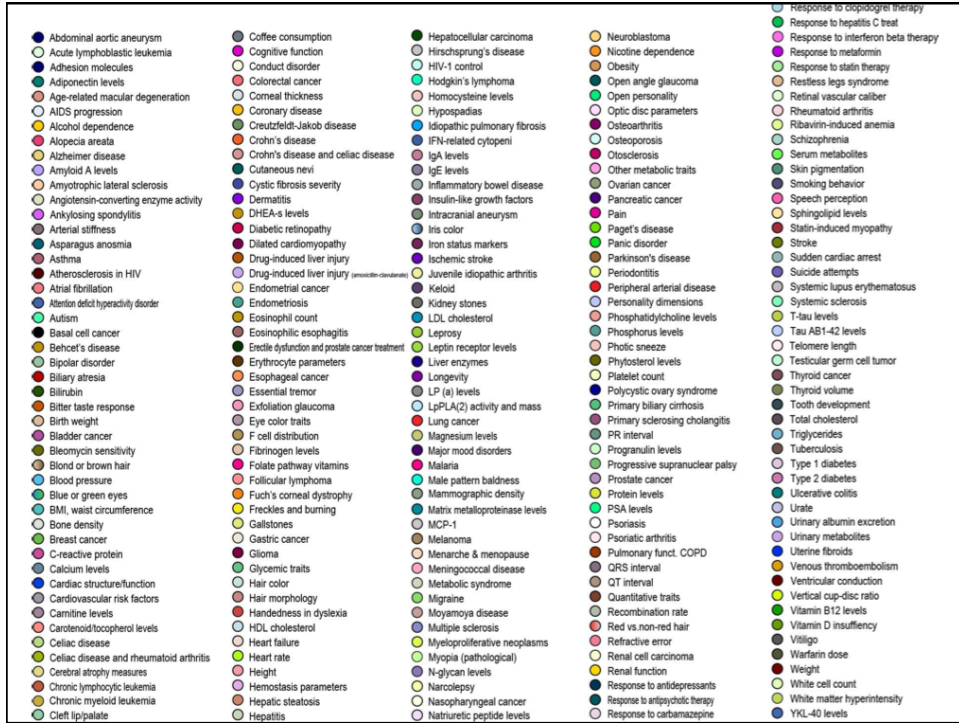 Abdominal aortic aneurysm
Acute lymphoblastic leukemia
Adhesion molecules
Adiponectin levels
Age-related macular degeneration
AIDS progression
Alcohol dependence
Alopecia areata
Alzheimer disease
Amyloid A levels
Amyotrophic lateral sclerosis
Angiotensin-converting enzyme activity
Ankylosing spondylitis
Arterial stiffness
Asparagus anosmia
Asthma
Atherosclerosis in HIV
Atrial fibrillation
Attention deficit hyperactivity disorder
Autism
Basal cell cancer
Behcet's disease
Bipolar disorder
Biliary atresia
Bilirubin
Bitter taste response
Birth weight
Bladder cancer
Bleomycin sensitivity
Blond or brown hair
Blood pressure
Blue or green eyes
BMI, waist circumference
Bone density
Breast cancer
C-reactive protein
Calcium levels
Cardiac structure/function
Cardiovascular risk factors
Carnitine levels
Carotenoid/tocopherol levels
Celiac disease
Celiac disease and rheumatoid arthritis
Cerebral atrophy measures
Chronic lymphocytic leukemia
Chronic myeloid leukemia
Cleft lip/palate
Coffee consumption
Cognitive function
Conduct disorder
Colorectal cancer
Corneal thickness
Coronary disease
Creutzfeldt-Jakob disease
Crohn's disease
Crohn's disease and celiac disease
Cutaneous nevi
Cystic fibrosis severity
Dermatitis
DHEA-s levels
Diabetic retinopathy
Dilated cardiomyopathy
Drug-induced liver injury
Drug-induced liver injury (amoxicillin-clavulanate)
Endometrial cancer
Endometriosis
Eosinophil count
Eosinophilic esophagitis
Erectile dysfunction and prostate cancer treatment
Erythrocyte parameters
Esophageal cancer
Essential tremor
Exfoliation glaucoma
Eye color traits
F cell distribution
Fibrinogen levels
Folate pathway vitamins
Follicular lymphoma
Fuch's corneal dystrophy
Freckles and burning
Gallstones
Gastric cancer
Glioma
Glycemic traits
Hair color
Hair morphology
Handedness in dyslexia
HDL cholesterol
Heart failure
Heart rate
Height
Hemostasis parameters
Hepatic steatosis
Hepatitis
Hepatocellular carcinoma
Hirschsprung's disease
HIV-1 control
Hodgkin's lymphoma
Homocysteine levels
Hypospadias
Idiopathic pulmonary fibrosis
IFN-related cytopeni
IgA levels
IgE levels
Inflammatory bowel disease
Insulin-like growth factors
Intracranial aneurysm
Iris color
Iron status markers
Ischemic stroke
Juvenile idiopathic arthritis
Keloid
Kidney stones
LDL cholesterol
Leprosy
Leptin receptor levels
Liver enzymes
Longevity
LP (a) levels
LpPLA(2) activity and mass
Lung cancer
Magnesium levels
Major mood disorders
Malaria
Male pattern baldness
Mammographic density
Matrix metalloproteinase levels
MCP-1
Melanoma
Menarche & menopause
Meningococcal disease
Metabolic syndrome
Migraine
Moyamoya disease
Multiple sclerosis
Myeloproliferative neoplasms
Myopia (pathological)
N-glycan levels
Narcolepsy
Nasopharyngeal cancer
Natriuretic peptide levels
Neuroblastoma
Nicotine dependence
Obesity
Open angle glaucoma
Open personality
Optic disc parameters
Osteoarthritis
Osteoporosis
Otosclerosis
Other metabolic traits
Ovarian cancer
Pancreatic cancer
Pain
Paget's disease
Panic disorder
Parkinson's disease
Periodontitis
Peripheral arterial disease
Personality dimensions
Phosphatidylcholine levels
Phosphorus levels
Photic sneeze
Phytosterol levels
Platelet count
Polycystic ovary syndrome
Primary biliary cirrhosis
Primary sclerosing cholangitis
PR interval
Progranulin levels
Progressive supranuclear palsy
Prostate cancer
Protein levels
PSA levels
Psoriasis
Psoriatic arthritis
Pulmonary funct. COPD
QRS interval
QT interval
Quantitative traits
Recombination rate
Red vs.non-red hair
Refractive error
Renal cell carcinoma
Renal function
Response to antidepressants
Response to antipsychotic therapy
Response to carbamazepine
Response to clopidogrel therapy
Response to hepatitis C treat
Response to interferon beta therapy
Response to metaformin
Response to statin therapy
Restless legs syndrome
Retinal vascular caliber
Rheumatoid arthritis
Ribavirin-induced anemia
Schizophrenia
Serum metabolites
Skin pigmentation
Smoking behavior
Speech perception
Sphingolipid levels
Statin-induced myopathy
Stroke
Sudden cardiac arrest
Suicide attempts
Systemic lupus erythematosus
Systemic sclerosis
T-tau levels
Tau AB1-42 levels
Telomere length
Testicular germ cell tumor
Thyroid cancer
Thyroid volume
Tooth development
Total cholesterol
Triglycerides
Tuberculosis
Type 1 diabetes
Type 2 diabetes
Ulcerative colitis
Urate
Urinary albumin excretion
Urinary metabolites
Uterine fibroids
Venous thromboembolism
Ventricular conduction
Vertical cup-disc ratio
Vitamin B12 levels
Vitamin D insuffiency
Vitiligo
Warfarin dose
Weight
White cell count
White matter hyperintensity
YKL-40 levels